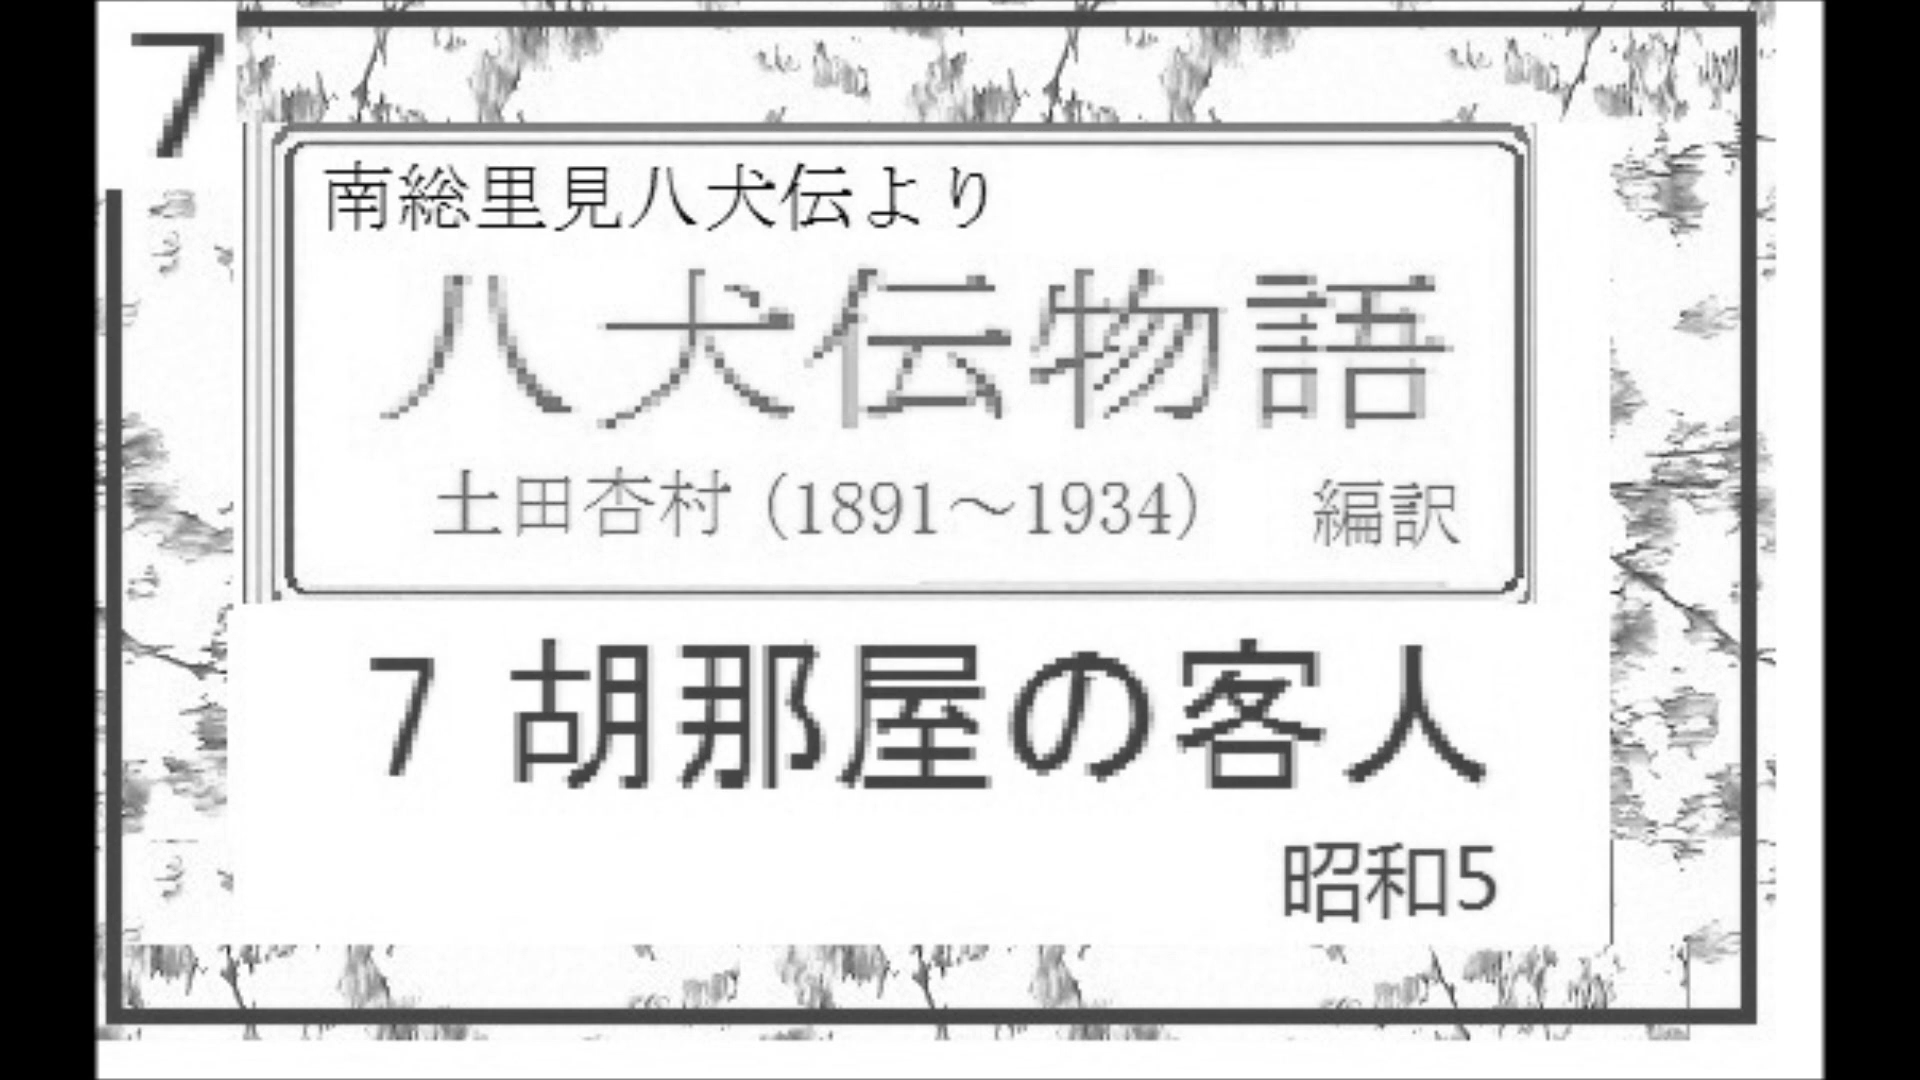 7
南総里見八犬伝より
八犬伝物語
土田杏村（1891～1934） 編訳
7 胡那屋の客人
昭和5